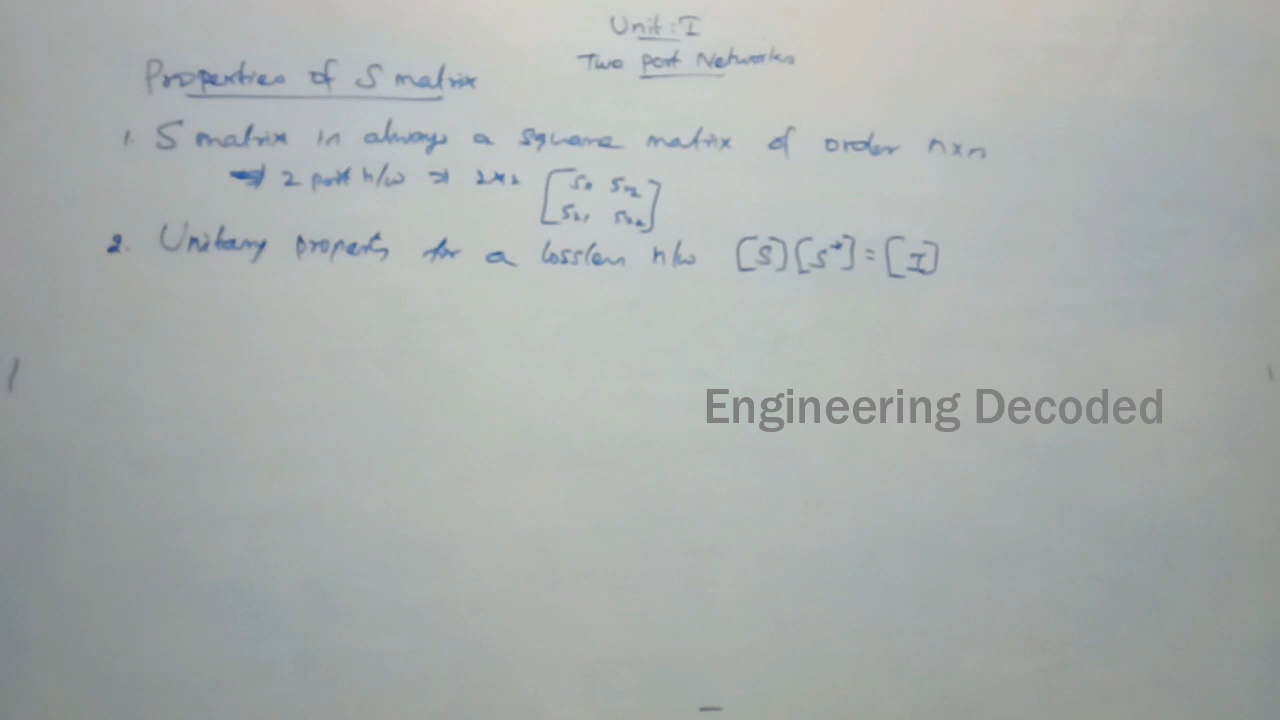 Unit : I
Two port Networks
Properties of S matrix
1. S matrix is always a square matrix of order n×n
⇒ 2 port n/w ⇒ 2×2 [S11 S12
S21 S22]
2. Unitary property for a lossless n/w [S][S*] = [I]
Engineering Decoded